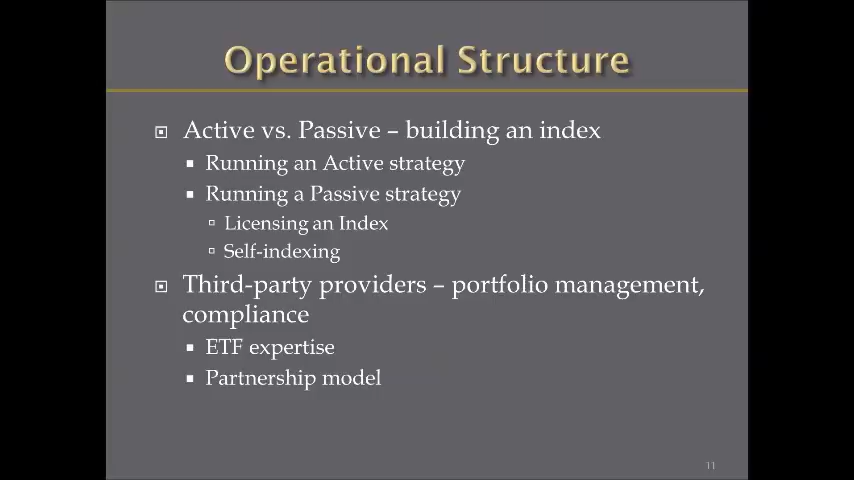 Operational Structure
Active vs. Passive – building an index
Running an Active strategy
Running a Passive strategy
Licensing an Index
Self-indexing
Third-party providers – portfolio management,
compliance
ETF expertise
Partnership model
11